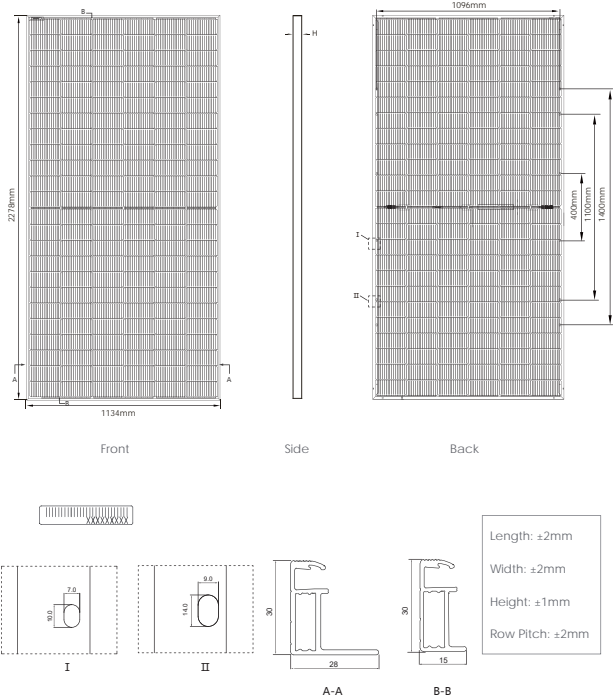 B
1096mm
H
2278mm
400mm
1100mm
1400mm
I
II
A
A
B
1134mm
Front
Side
Back
Length: ±2mm
Width: ±2mm
Height: ±1mm
Row Pitch: ±2mm
7.0
10.0
9.0
14.0
30
28
30
15
I
II
A-A
B-B